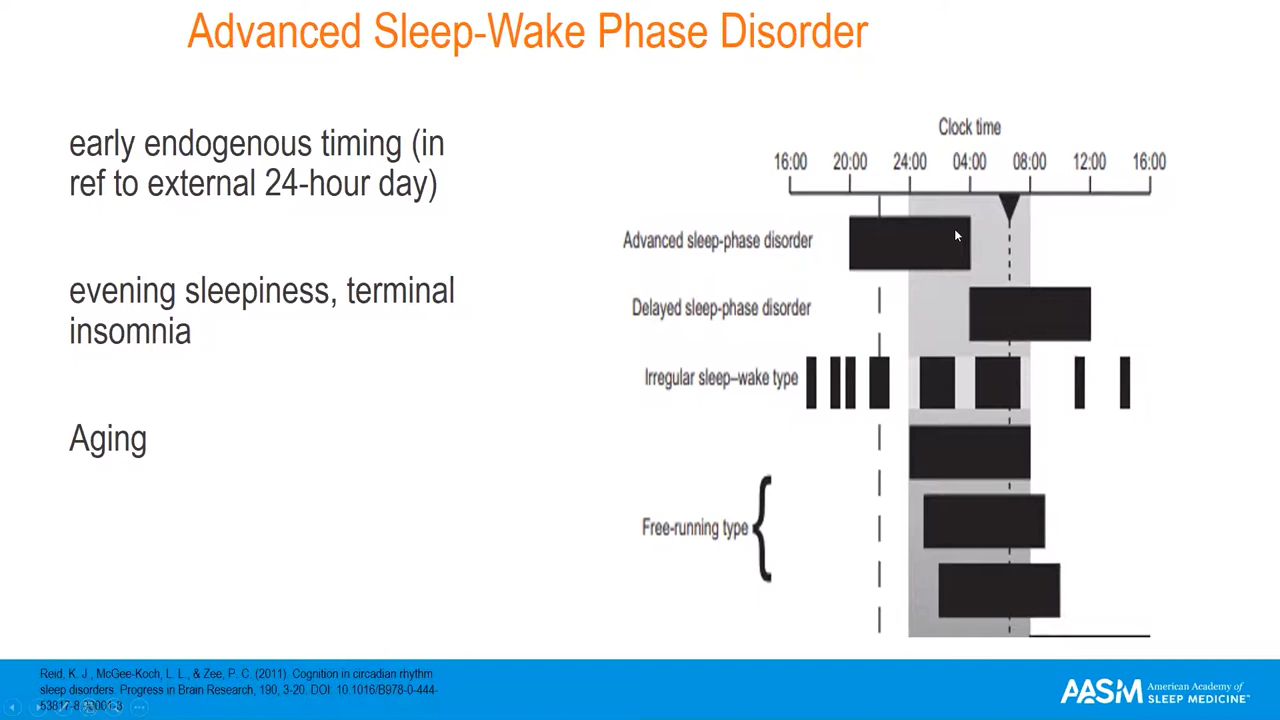 Advanced Sleep-Wake Phase Disorder
early endogenous timing (in
ref to external 24-hour day)
evening sleepiness, terminal
insomnia
Aging
Clock time
16:00 20:00 24:00 04:00 08:00 12:00 16:00
Advanced sleep-phase disorder
Delayed sleep-phase disorder
Irregular sleep–wake type
Free-running type
Reid, K. J., McGee-Koch, L. L., & Zee, P. C. (2011). Cognition in circadian rhythm
sleep disorders. Progress in Brain Research, 190, 3-20. DOI: 10.1016/B978-0-444-
AASM American Academy of
SLEEP MEDICINE™